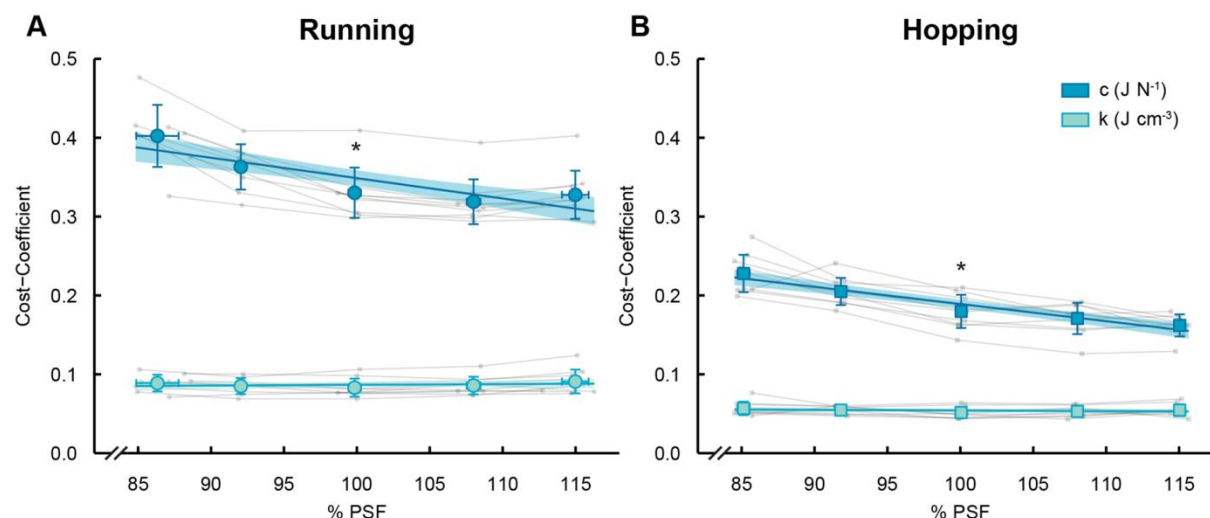 A
Running
B
Hopping
0.5
0.4
0.3
0.2
0.1
0.0
Cost−Coefficient
*
85
90
95
100
105
110
115
% PSF
0.5
0.4
0.3
0.2
0.1
0.0
Cost−Coefficient
c (J N⁻¹)
k (J cm⁻³)
*
85
90
95
100
105
110
115
% PSF